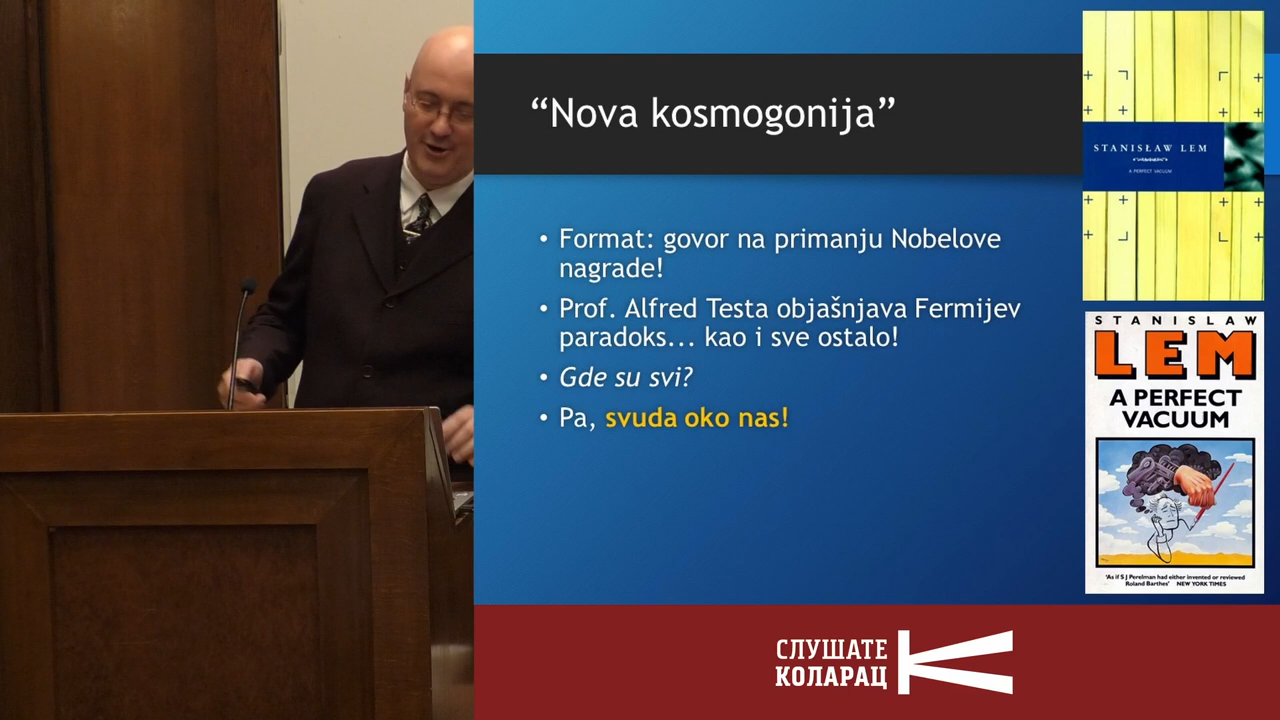 “Nova kosmogonija”
• Format: govor na primanju Nobelove
nagrade!
• Prof. Alfred Testa objašnjava Fermijev
paradoks... kao i sve ostalo!
• Gde su svi?
• Pa, svuda oko nas!
STANISŁAW LEM
A PERFECT VACUUM
STANISLAW
LEM
A PERFECT
VACUUM
'As if S J Perelman had either invented or reviewed
Roland Barthes' NEW YORK TIMES
СЛУШАТЕ
КОЛАРАЦ